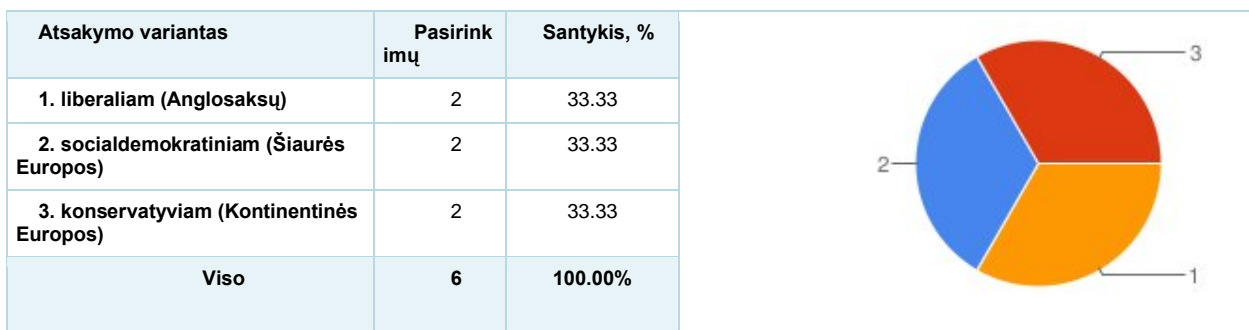 Atsakymo variantas Pasirink Santykis, %
imų
1. liberaliam (Anglosaksų) 2 33.33
2. socialdemokratiniam (Šiaurės 2 33.33
Europos)
3. konservatyviam (Kontinentinės 2 33.33
Europos)
Viso 6 100.00%
3
2
1